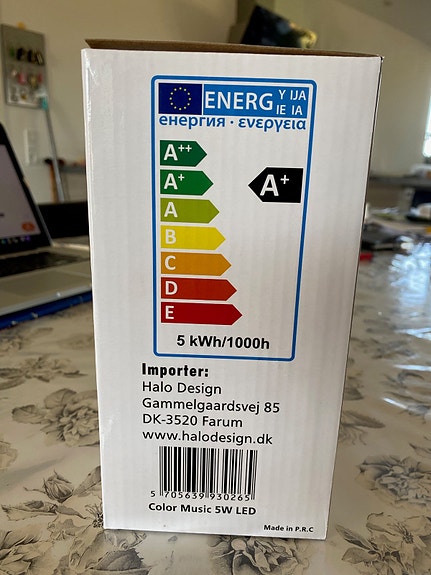 ENERG Y IJA
IE IA
енергия · ενεργεια
A++
A+
A+
A
B
C
D
E
5 kWh/1000h
Importer:
Halo Design
Gammelgaardsvej 85
DK-3520 Farum
www.halodesign.dk
5 705639 930265
Color Music 5W LED
Made in P.R.C